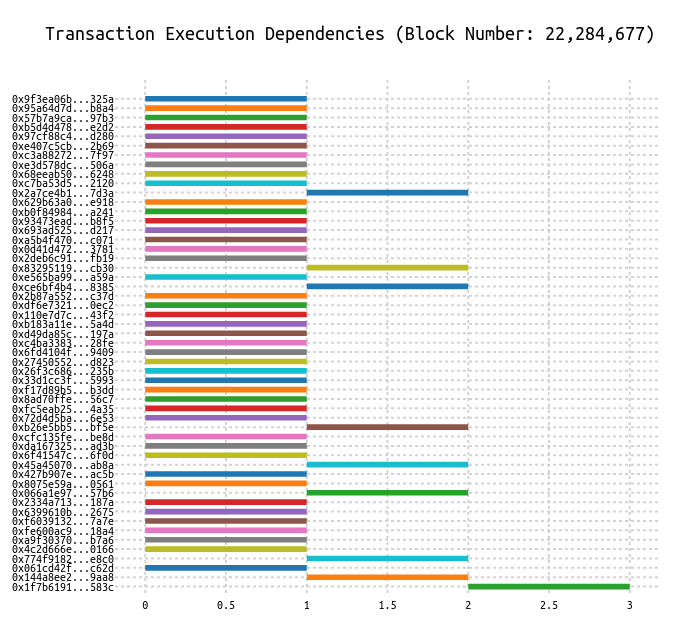 Transaction Execution Dependencies (Block Number: 22,284,677)
0x9f3ea06b...325a
0x95a64d7d...b8a4
0x57b7a9ca...97b3
0xb5d4d478...e2d2
0x97cf88c4...d280
0xe407c5cb...2b69
0xc3a88272...7f97
0xe3d578dc...506a
0x68eeab50...6248
0xc7ba53d5...2120
0x2a7ce4b1...7d3a
0x629b63a0...e918
0xb0f84984...a241
0x93473ead...b8f5
0x693ad525...d217
0xa5b4f470...c071
0x0d41d472...3781
0x2deb6c91...fb19
0x83295119...cb30
0xe565ba99...a59a
0xce6bf4b4...8385
0x2b87a552...c37d
0xdf6e7321...0ec2
0x110e7d7c...43f2
0xb183a11e...5a4d
0xd49da85c...197a
0xc4ba3383...28fe
0x6fd4104f...9409
0x27450552...d823
0x26f3c686...235b
0x33d1cc3f...5993
0xf17d89b5...b3dd
0x8ad70ffe...56c7
0xfc5eab25...4a35
0x72d4d5ba...6e53
0xb26e5bb5...bf5e
0xcfc135fe...be8d
0xda167325...ad3b
0x6f41547c...6f0d
0x45a45070...ab8a
0x427b907e...ac5b
0x8075e59a...0561
0x066a1e97...57b6
0x2334a713...187a
0x6399610b...2675
0xf6039132...7a7e
0xfe600ac9...18a4
0xa9f30370...b7a6
0x4c2d666e...0166
0x774f9182...e8c0
0x061cd42f...c62d
0x144a8ee2...9aa8
0x1f7b6191...583c
0 0.5 1 1.5 2 2.5 3